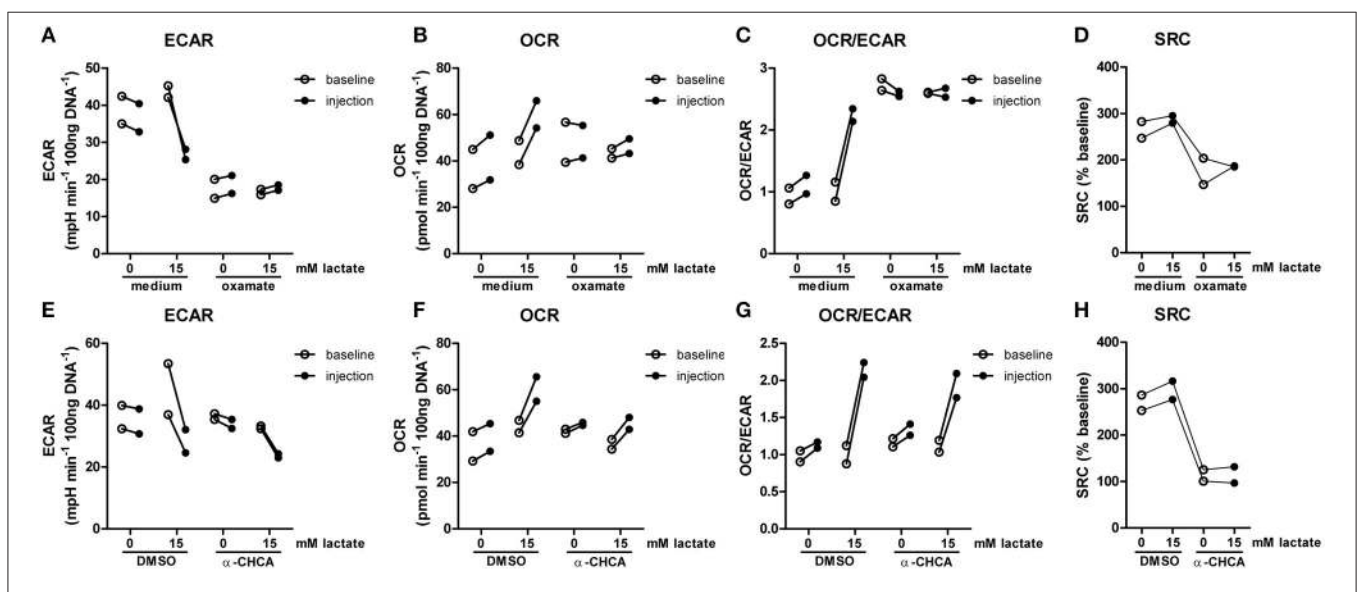 A ECAR
ECAR
(mpH min⁻¹ 100ng DNA⁻¹)
50
40
30
20
10
0
baseline
injection
0 15 0 15 mM lactate
medium oxamate
B OCR
OCR
(pmol min⁻¹ 100ng DNA⁻¹)
80
60
40
20
0
baseline
injection
0 15 0 15 mM lactate
medium oxamate
C OCR/ECAR
OCR/ECAR
3
2
1
0
baseline
injection
0 15 0 15 mM lactate
medium oxamate
D SRC
SRC (% baseline)
400
300
200
100
0
0 15 0 15 mM lactate
medium oxamate
E ECAR
ECAR
(mpH min⁻¹ 100ng DNA⁻¹)
60
40
20
0
baseline
injection
0 15 0 15 mM lactate
DMSO α-CHCA
F OCR
OCR
(pmol min⁻¹ 100ng DNA⁻¹)
80
60
40
20
0
baseline
injection
0 15 0 15 mM lactate
DMSO α-CHCA
G OCR/ECAR
OCR/ECAR
2.5
2.0
1.5
1.0
0.5
0.0
baseline
injection
0 15 0 15 mM lactate
DMSO α-CHCA
H SRC
SRC (% baseline)
400
300
200
100
0
0 15 0 15 mM lactate
DMSO α-CHCA